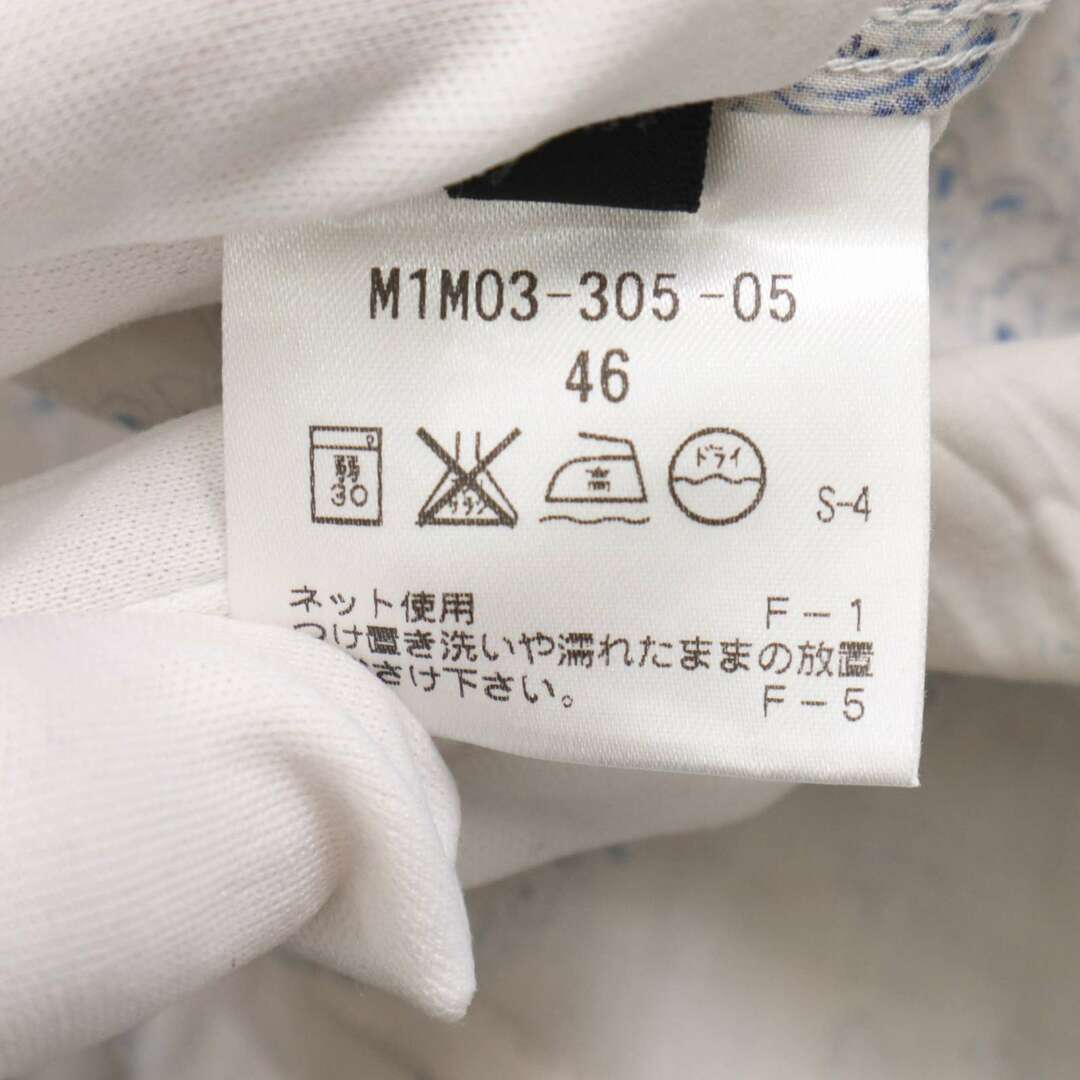 M1M03-305-05
46
弱
30
ドライ
高
S-4
ネット使用 F-1
つけ置き洗いや濡れたままの放置
さけ下さい。 F-5